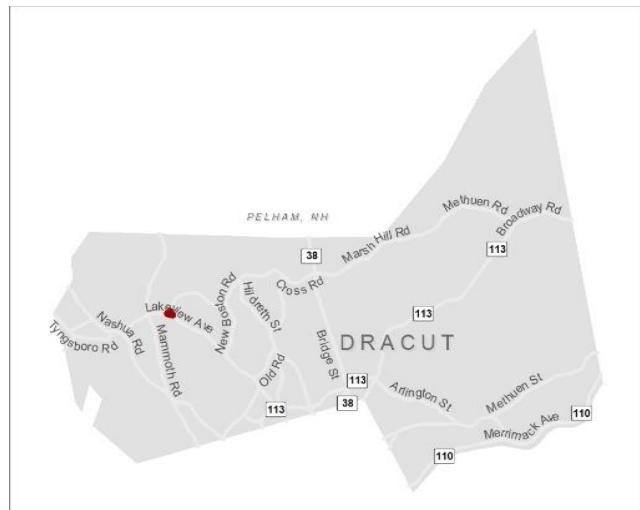 PELHAM, NH
38
Marsh Hill Rd
Methuen Rd
Broadway Rd
113
Cross Rd
Hildreth St
New Boston Rd
Lakeview Ave
Nashua Rd
Tyngsboro Rd
Mammoth Rd
113
Bridge St
DRACUT
Old Rd
113
Arlington St
Methuen St
113
38
Merrimack Ave
110
110